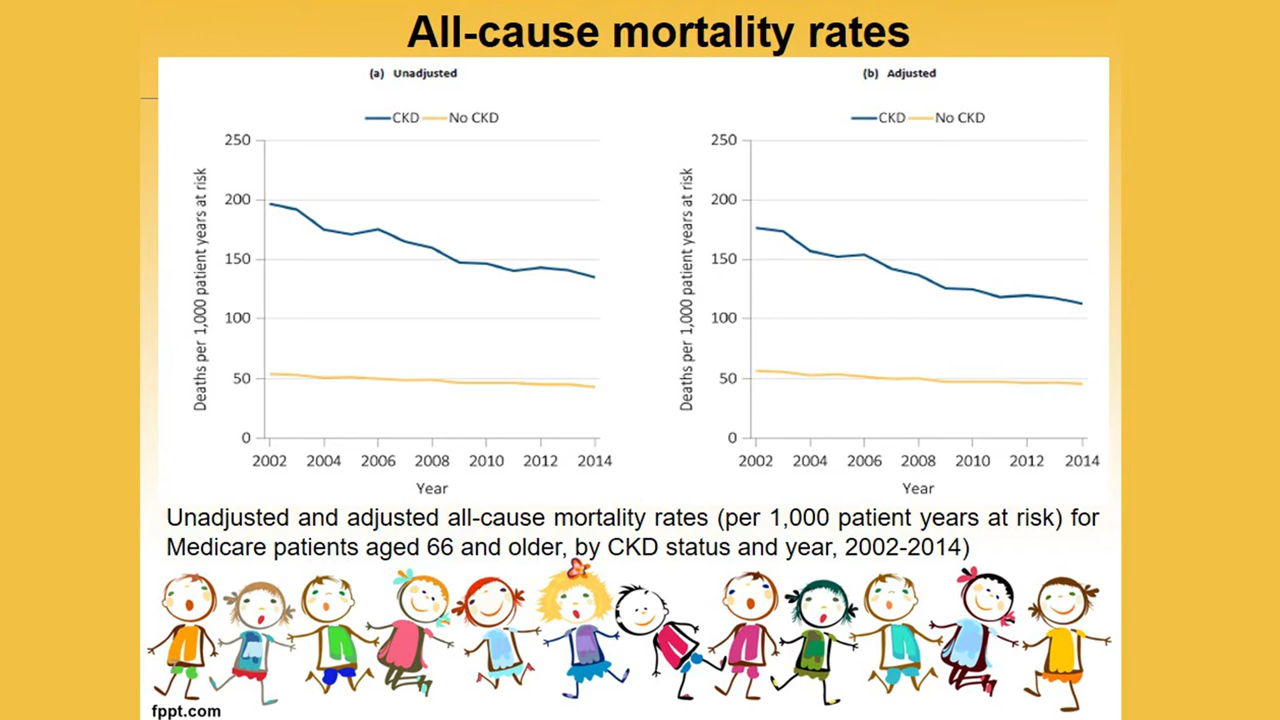 All-cause mortality rates
(a) Unadjusted
CKD No CKD
250
200
150
100
50
0
Deaths per 1,000 patient years at risk
2002 2004 2006 2008 2010 2012 2014
Year
(b) Adjusted
CKD No CKD
250
200
150
100
50
0
Deaths per 1,000 patient years at risk
2002 2004 2006 2008 2010 2012 2014
Year
Unadjusted and adjusted all-cause mortality rates (per 1,000 patient years at risk) for
Medicare patients aged 66 and older, by CKD status and year, 2002-2014)
fppt.com